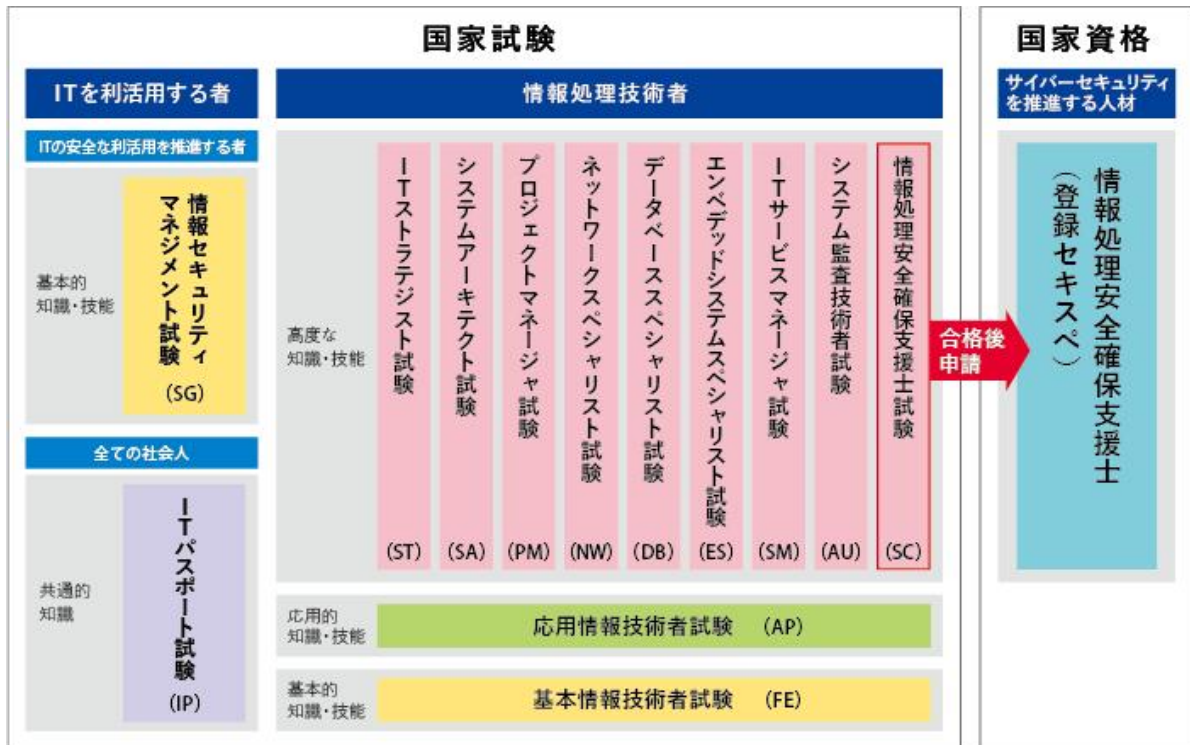 国家試験
ITを利活用する者
ITの安全な利活用を推進する者
基本的
知識・技能
情報セキュリティ
マネジメント試験
(SG)
全ての社会人
共通的
知識
ITパスポート試験
(IP)
情報処理技術者
高度な
知識・技能
ITストラテジスト試験
(ST)
システムアーキテクト試験
(SA)
プロジェクトマネージャ試験
(PM)
ネットワークスペシャリスト試験
(NW)
データベーススペシャリスト試験
(DB)
エンベデッドシステムスペシャリスト試験
(ES)
ITサービスマネージャ試験
(SM)
システム監査技術者試験
(AU)
情報処理安全確保支援士試験
(SC)
応用的
知識・技能
応用情報技術者試験 (AP)
基本的
知識・技能
基本情報技術者試験 (FE)
合格後
申請
国家資格
サイバーセキュリティ
を推進する人材
情報処理安全確保支援士
(登録セキスペ)